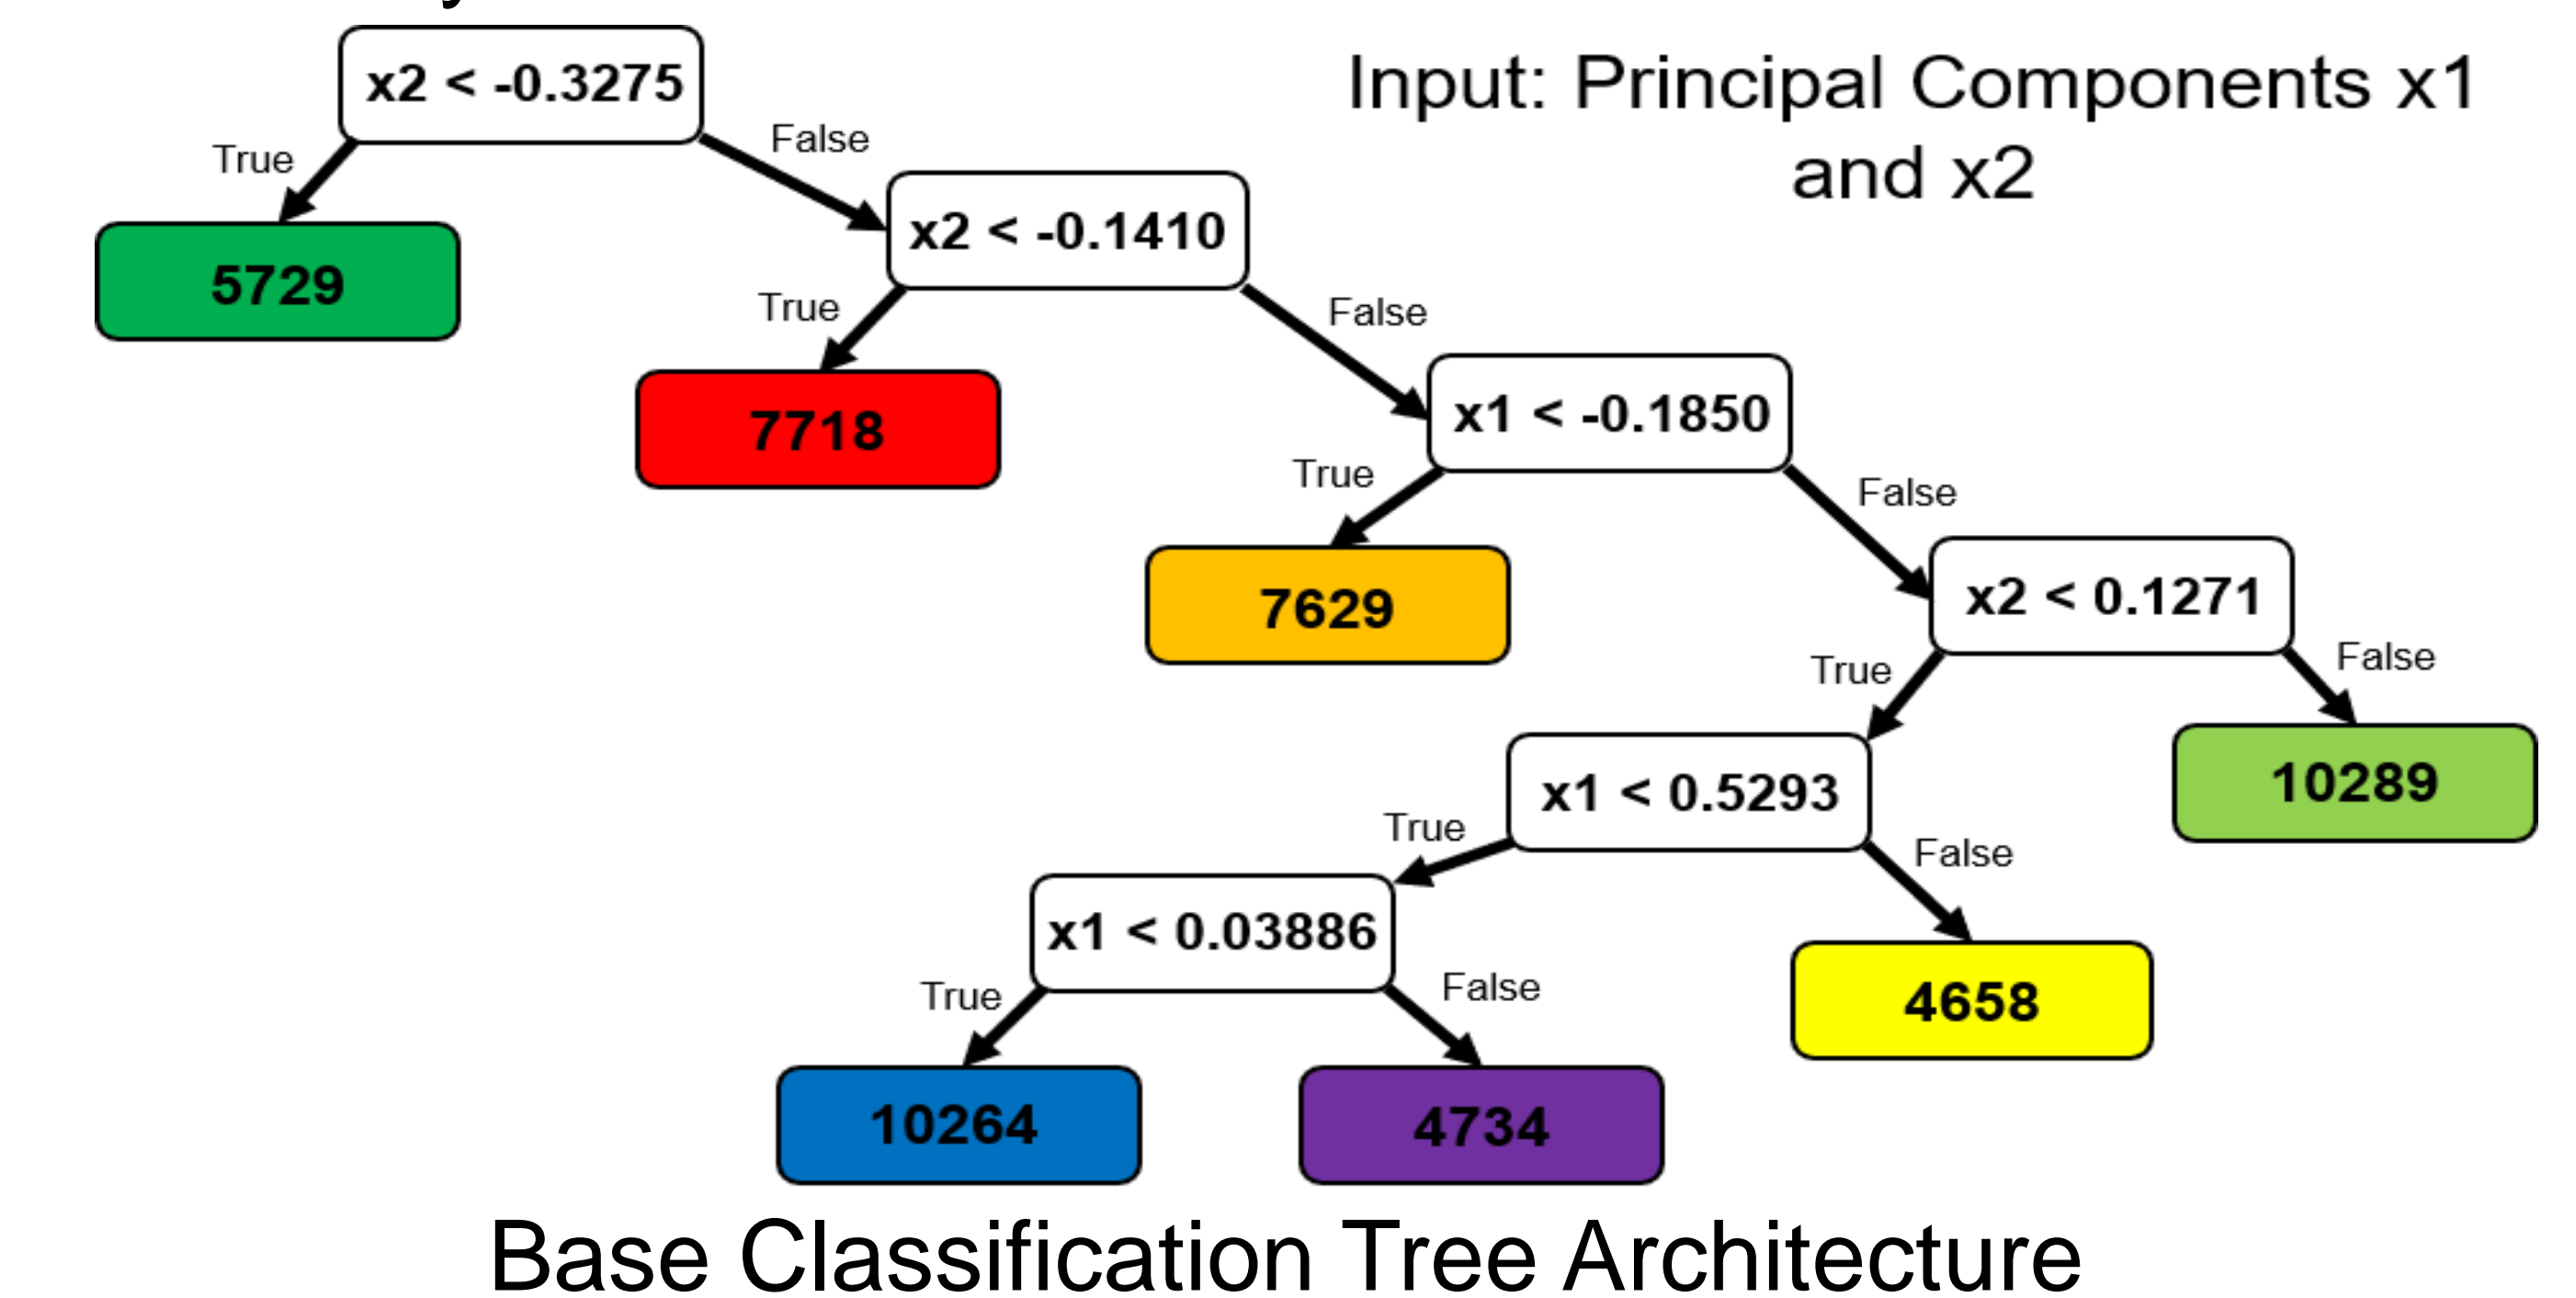 x2 < -0.3275
Input: Principal Components x1
and x2
True
False
x2 < -0.1410
5729
True
False
7718
x1 < -0.1850
True
False
7629
x2 < 0.1271
True
False
x1 < 0.5293
10289
True
False
x1 < 0.03886
4658
True
False
10264
4734
Base Classification Tree Architecture